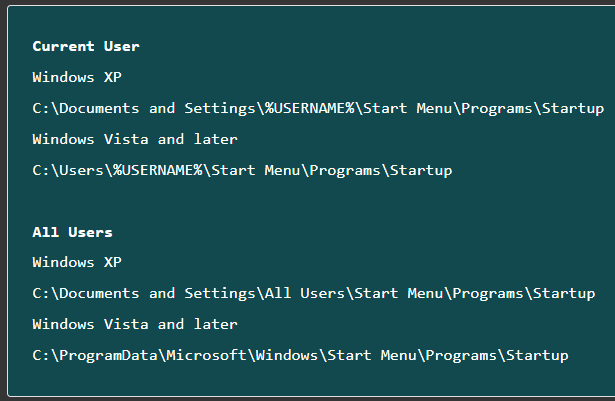 Current User
Windows XP
C:\Documents and Settings\%USERNAME%\Start Menu\Programs\Startup
Windows Vista and later
C:\Users\%USERNAME%\Start Menu\Programs\Startup
All Users
Windows XP
C:\Documents and Settings\All Users\Start Menu\Programs\Startup
Windows Vista and later
C:\ProgramData\Microsoft\Windows\Start Menu\Programs\Startup